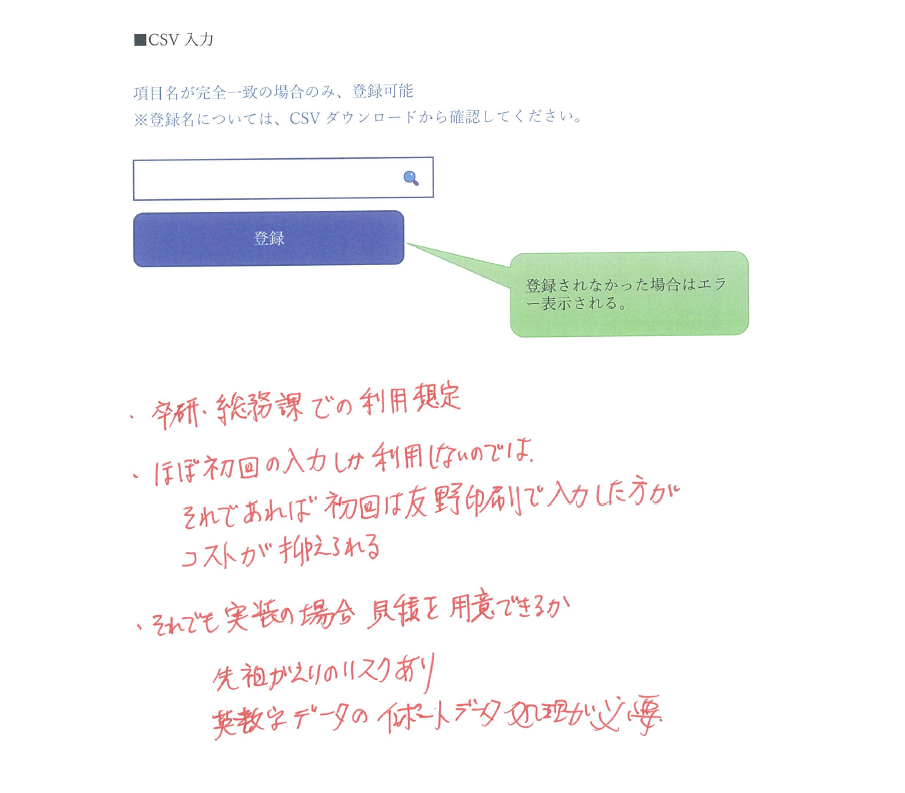 ■CSV 入力
項目名が完全一致の場合のみ、登録可能
※登録名については、CSV ダウンロードから確認してください。
登録
登録されなかった場合はエラ
ー表示される。
・卒研・総務課での利用想定
・ほぼ初回の入力しか利用しないのでは、
それであれば初回は友野印刷で入力した方が
コストが抑えられる
・それでも実装の場合 見積を用意できるか
先祖がえりのリスクあり
英数字データの インポートデータ処理が必要